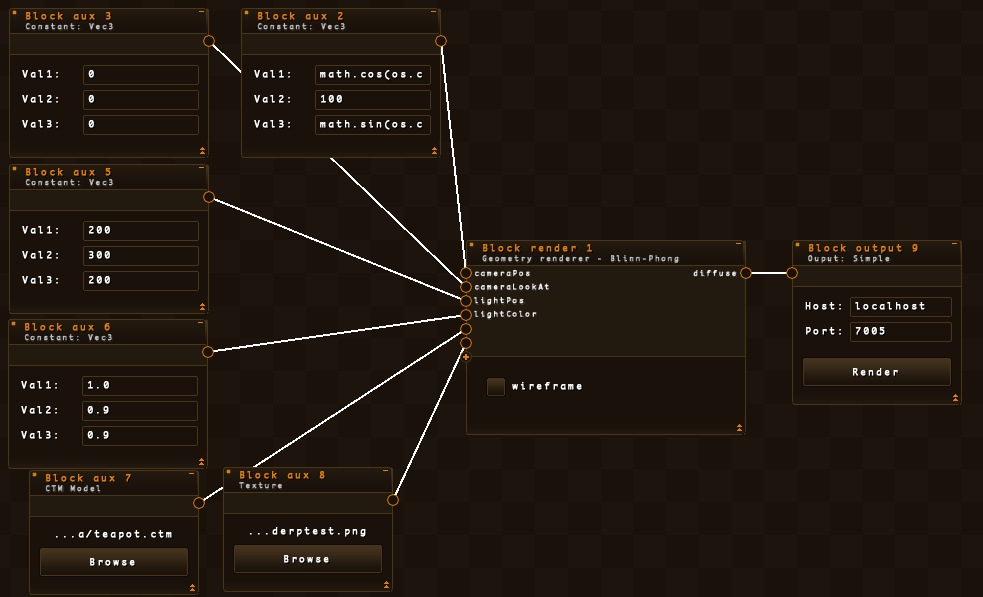 Block aux 3
Constant: Vec3
Val1: 0
Val2: 0
Val3: 0
Block aux 2
Constant: Vec3
Val1: math.cos(os.c
Val2: 100
Val3: math.sin(os.c
Block aux 5
Constant: Vec3
Val1: 200
Val2: 300
Val3: 200
Block aux 6
Constant: Vec3
Val1: 1.0
Val2: 0.9
Val3: 0.9
Block aux 7
CTM Model
...a/teapot.ctm
Browse
Block aux 8
Texture
...derptest.png
Browse
Block render 1
Geometry renderer - Blinn-Phong
cameraPos diffuse
cameraLookAt
lightPos
lightColor
wireframe
Block output 9
Ouput: Simple
Host: localhost
Port: 7005
Render